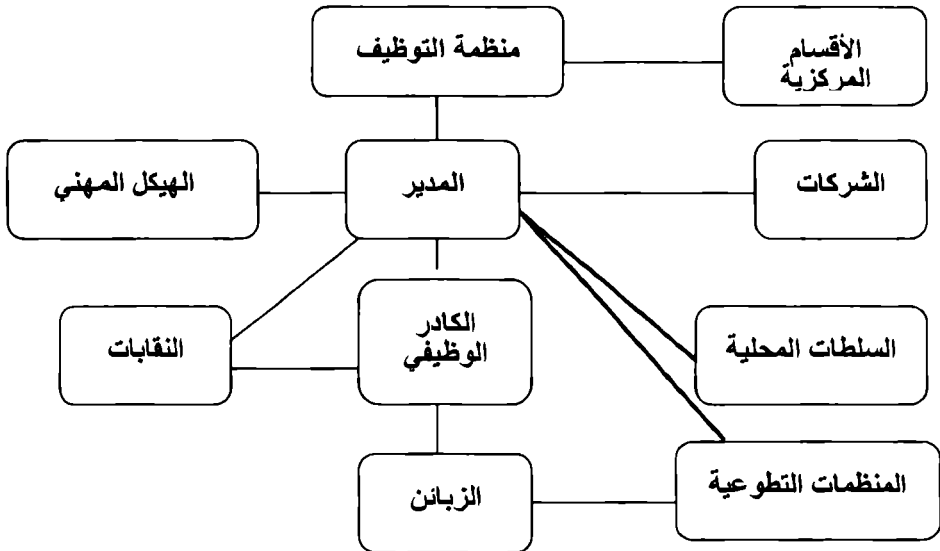 منظمة التوظيف
الأقسام
المركزية
الهيكل المهني
المدير
الشركات
النقابات
الكادر
الوظيفي
السلطات المحلية
الزبائن
المنظمات التطوعية